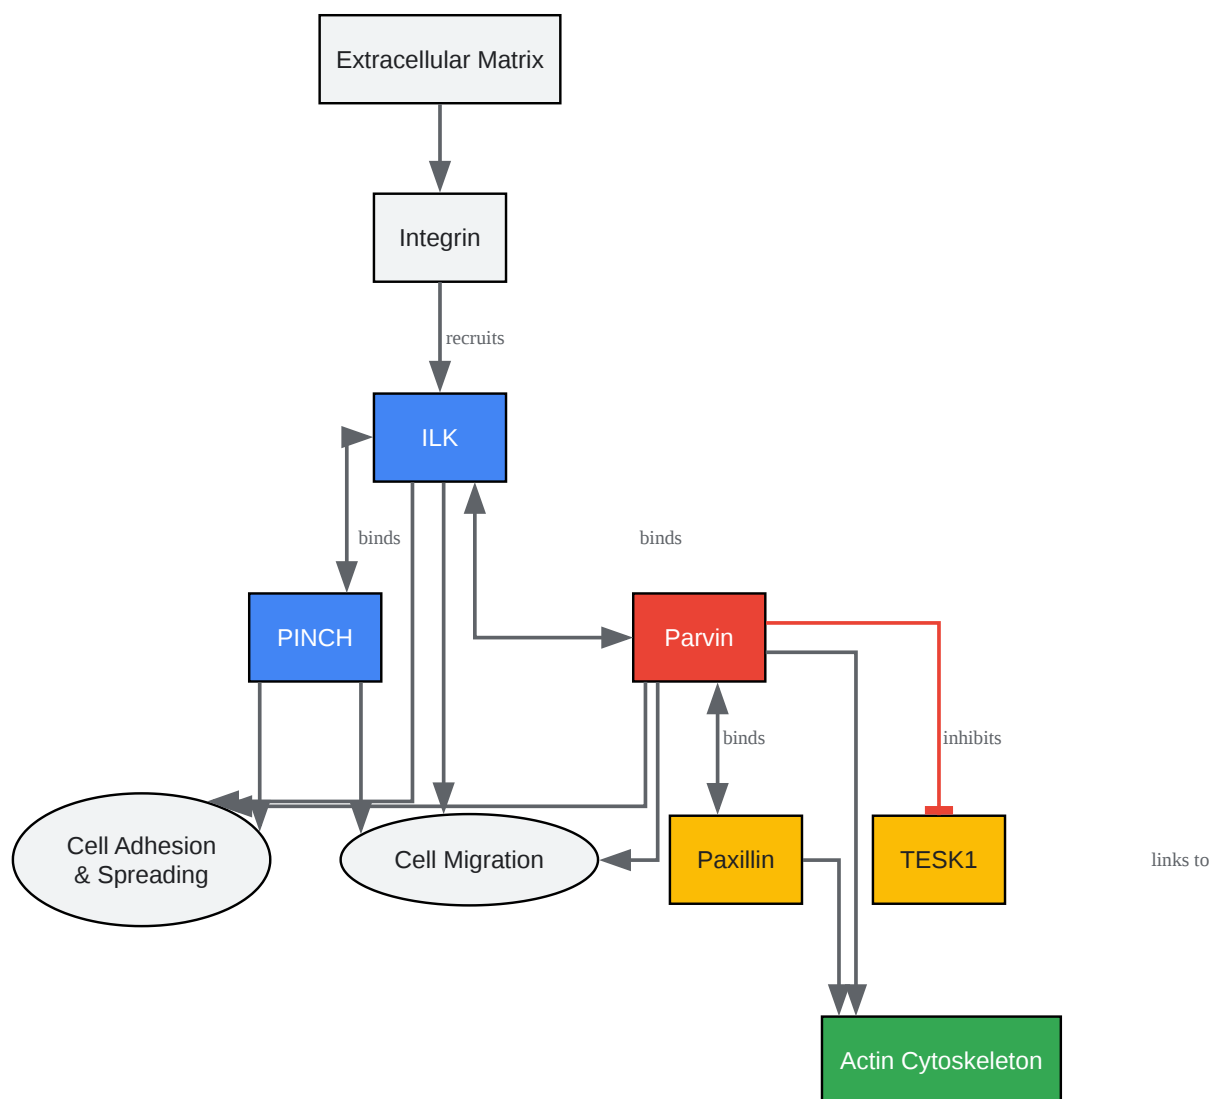 Extracellular Matrix
Integrin
recruits
ILK
binds
binds
PINCH
Parvin
binds
inhibits
Cell Adhesion
& Spreading
Cell Migration
Paxillin
TESK1
links to
Actin Cytoskeleton